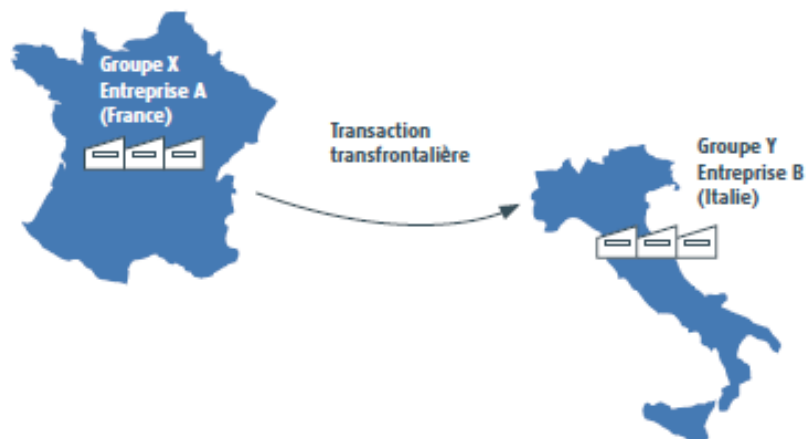 Groupe X
Entreprise A
(France)
Transaction
transfrontalière
Groupe Y
Entreprise B
(Italie)